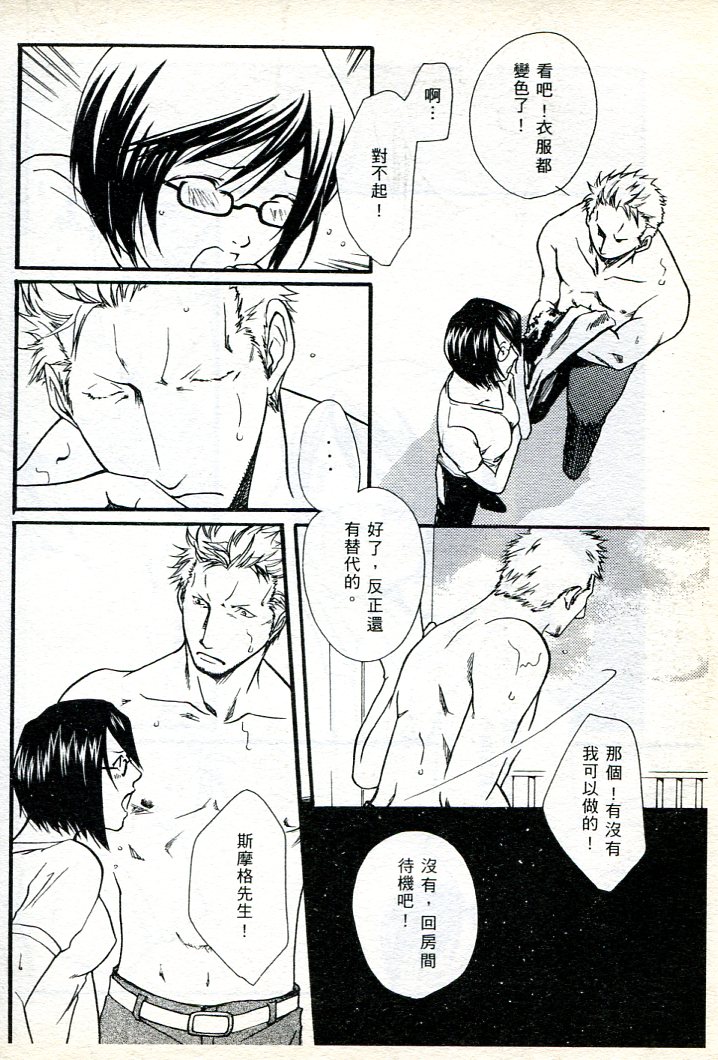 看吧！衣服都
變色了！
啊…
對不起！
…
好了，反正還
有替代的。
那個！有沒有
我可以做的！
沒有，回房間
待機吧！
斯摩格先生！